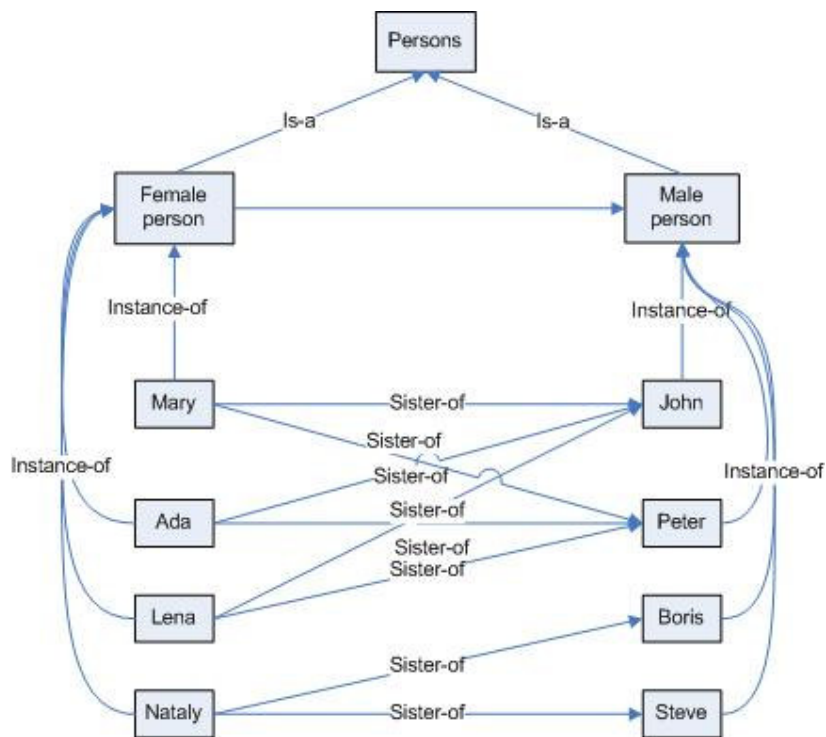 Persons
Is-a
Is-a
Female
person
Male
person
Instance-of
Instance-of
Mary
Sister-of
John
Sister-of
Instance-of
Sister-of
Instance-of
Ada
Sister-of
Peter
Sister-of
Sister-of
Lena
Boris
Sister-of
Nataly
Sister-of
Steve